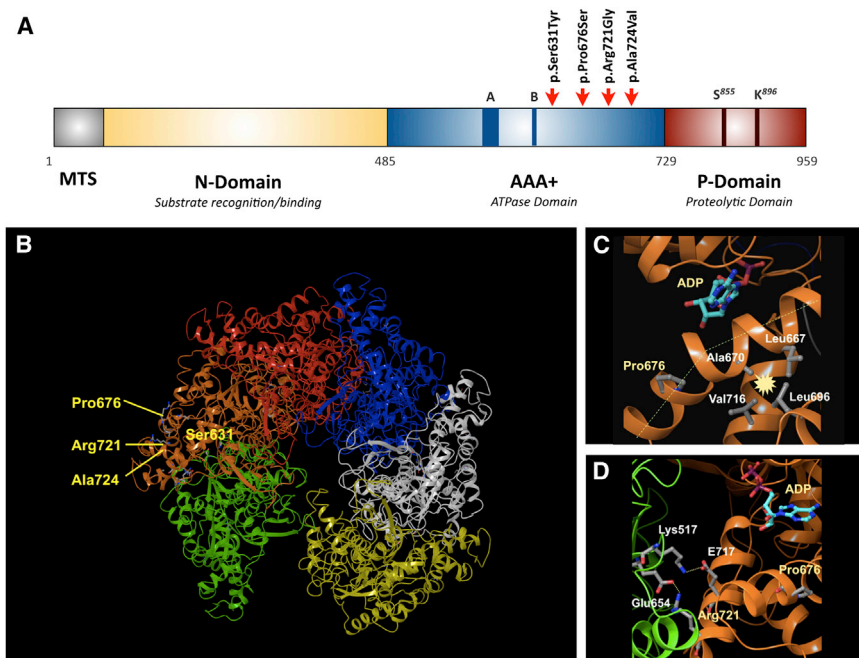 A
p.Ser631Tyr
p.Pro676Ser
p.Arg721Gly
p.Ala724Val
A
B
S855
K896
1
485
729
959
MTS
N-Domain
AAA+
P-Domain
Substrate recognition/binding
ATPase Domain
Proteolytic Domain
B
Pro676
Ser631
Arg721
Ala724
C
ADP
Leu667
Ala670
Pro676
Val716
Leu696
D
ADP
Lys517
E717
Pro676
Glu654
Arg721